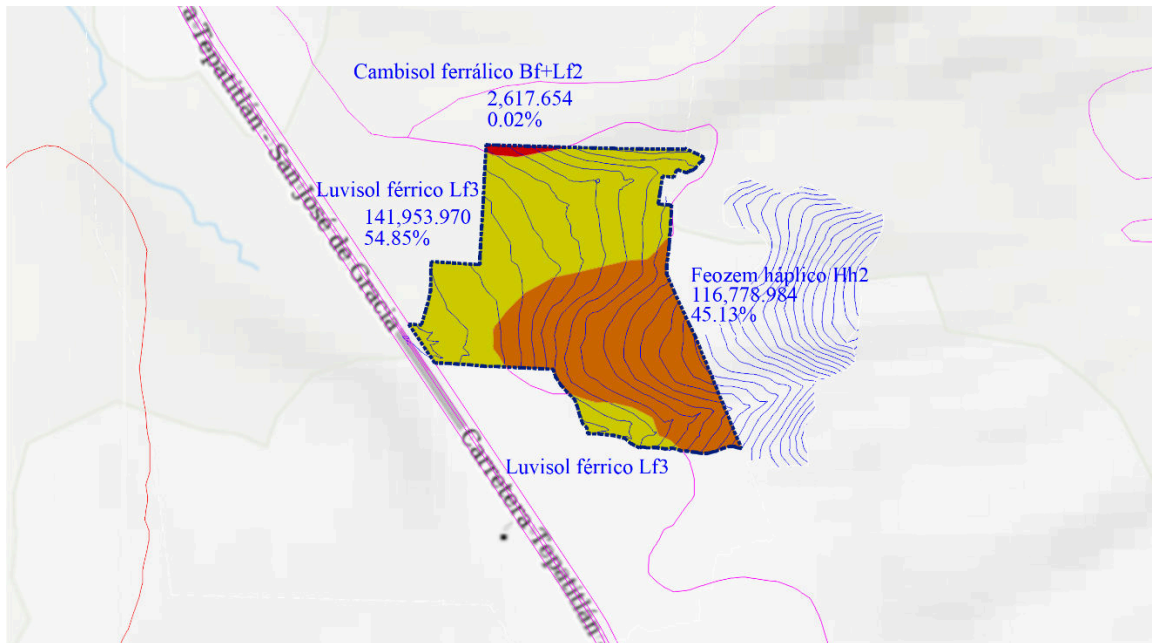 a Tepatitlán - San José de Gracia
Cambisol ferrálico Bf+Lf2
2,617.654
0.02%
Luvisol férrico Lf3
141,953.970
54.85%
Feozem háplico Hh2
116,778.984
45.13%
Luvisol férrico Lf3
Carretera Tepatitlán